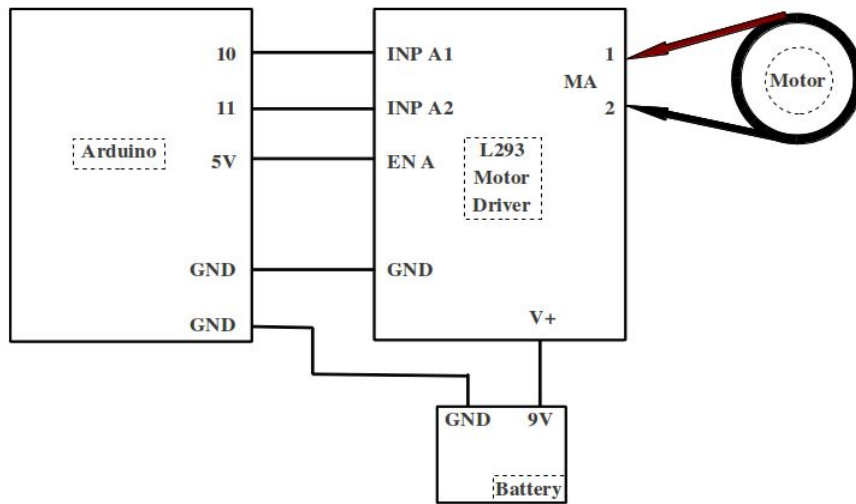 10
11
Arduino
5V
GND
GND
INP A1
INP A2
EN A
GND
L293
Motor
Driver
1
MA
2
V+
Motor
GND
9V
Battery